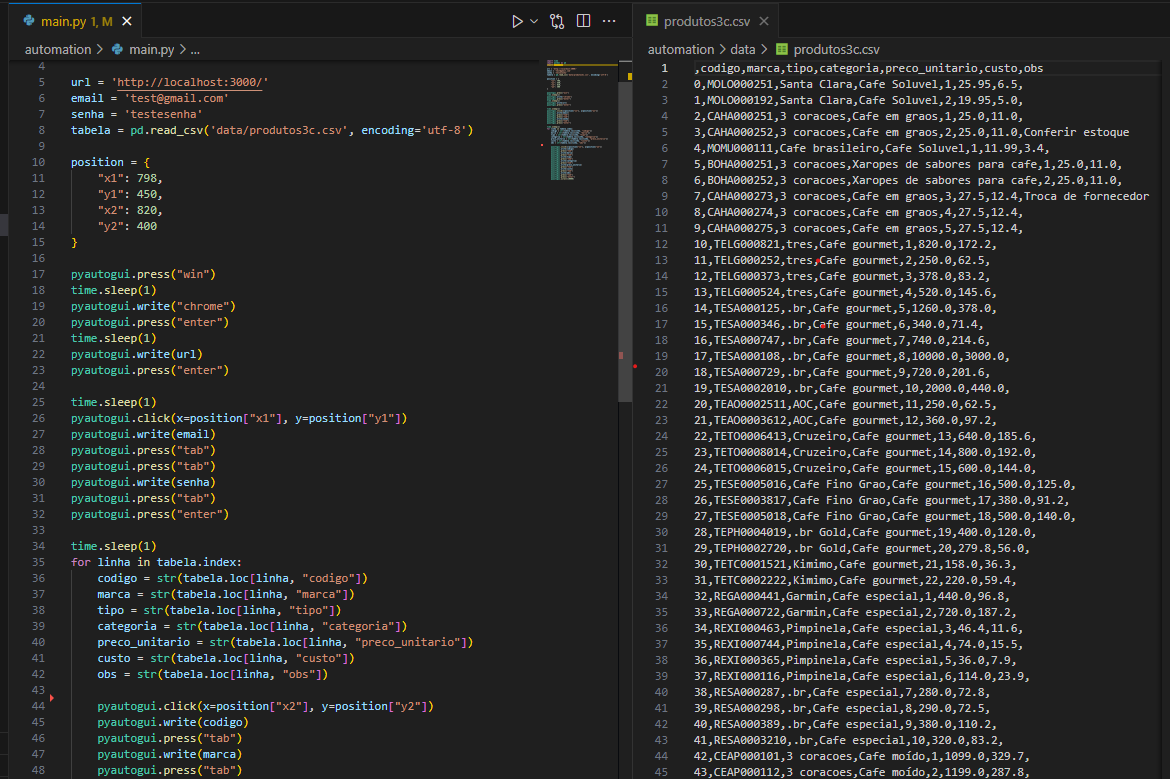 main.py 1, M
automation > main.py > ...
4
5 url = 'http://localhost:3000/'
6 email = 'test@gmail.com'
7 senha = 'testesenha'
8 tabela = pd.read_csv('data/produtos3c.csv', encoding='utf-8')
9
10 position = {
11 "x1": 798,
12 "y1": 450,
13 "x2": 820,
14 "y2": 400
15 }
16
17 pyautogui.press("win")
18 time.sleep(1)
19 pyautogui.write("chrome")
20 pyautogui.press("enter")
21 time.sleep(1)
22 pyautogui.write(url)
23 pyautogui.press("enter")
24
25 time.sleep(1)
26 pyautogui.click(x=position["x1"], y=position["y1"])
27 pyautogui.write(email)
28 pyautogui.press("tab")
29 pyautogui.press("tab")
30 pyautogui.write(senha)
31 pyautogui.press("tab")
32 pyautogui.press("enter")
33
34 time.sleep(1)
35 for linha in tabela.index:
36 codigo = str(tabela.loc[linha, "codigo"])
37 marca = str(tabela.loc[linha, "marca"])
38 tipo = str(tabela.loc[linha, "tipo"])
39 categoria = str(tabela.loc[linha, "categoria"])
40 preco_unitario = str(tabela.loc[linha, "preco_unitario"])
41 custo = str(tabela.loc[linha, "custo"])
42 obs = str(tabela.loc[linha, "obs"])
43
44 pyautogui.click(x=position["x2"], y=position["y2"])
45 pyautogui.write(codigo)
46 pyautogui.press("tab")
47 pyautogui.write(marca)
48 pyautogui.press("tab")
produtos3c.csv
automation > data > produtos3c.csv
1 ,codigo,marca,tipo,categoria,preco_unitario,custo,obs
2 0,MOLO000251,Santa Clara,Cafe Soluvel,1,25.95,6.5,
3 1,MOLO000192,Santa Clara,Cafe Soluvel,2,19.95,5.0,
4 2,CAHA000251,3 coracoes,Cafe em graos,1,25.0,11.0,
5 3,CAHA000252,3 coracoes,Cafe em graos,2,25.0,11.0,Conferir estoque
6 4,MOMU000111,Cafe brasileiro,Cafe Soluvel,1,11.99,3.4,
7 5,BOHA000251,3 coracoes,Xaropes de sabores para cafe,1,25.0,11.0,
8 6,BOHA000252,3 coracoes,Xaropes de sabores para cafe,2,25.0,11.0,
9 7,CAHA000273,3 coracoes,Cafe em graos,3,27.5,12.4,Troca de fornecedor
10 8,CAHA000274,3 coracoes,Cafe em graos,4,27.5,12.4,
11 9,CAHA000275,3 coracoes,Cafe em graos,5,27.5,12.4,
12 10,TELG000821,tres,Cafe gourmet,1,820.0,172.2,
13 11,TELG000252,tres,Cafe gourmet,2,250.0,62.5,
14 12,TELG000373,tres,Cafe gourmet,3,378.0,83.2,
15 13,TELG000524,tres,Cafe gourmet,4,520.0,145.6,
16 14,TESA000125,.br,Cafe gourmet,5,1260.0,378.0,
17 15,TESA000346,.br,Cafe gourmet,6,340.0,71.4,
18 16,TESA000747,.br,Cafe gourmet,7,740.0,214.6,
19 17,TESA000108,.br,Cafe gourmet,8,10000.0,3000.0,
20 18,TESA000729,.br,Cafe gourmet,9,720.0,201.6,
21 19,TESA0002010,.br,Cafe gourmet,10,2000.0,440.0,
22 20,TEAO0002511,AOC,Cafe gourmet,11,250.0,62.5,
23 21,TEAO0003612,AOC,Cafe gourmet,12,360.0,97.2,
24 22,TETO0006413,Cruzeiro,Cafe gourmet,13,640.0,185.6,
25 23,TETO0008014,Cruzeiro,Cafe gourmet,14,800.0,192.0,
26 24,TETO0006015,Cruzeiro,Cafe gourmet,15,600.0,144.0,
27 25,TESE0005016,Cafe Fino Grao,Cafe gourmet,16,500.0,125.0,
28 26,TESE0003817,Cafe Fino Grao,Cafe gourmet,17,380.0,91.2,
29 27,TESE0005018,Cafe Fino Grao,Cafe gourmet,18,500.0,140.0,
30 28,TEPH0004019,.br Gold,Cafe gourmet,19,400.0,120.0,
31 29,TEPH0002720,.br Gold,Cafe gourmet,20,279.8,56.0,
32 30,TETC0001521,Kimimo,Cafe gourmet,21,158.0,36.3,
33 31,TETC0002222,Kimimo,Cafe gourmet,22,220.0,59.4,
34 32,REGA000441,Garmin,Cafe especial,1,440.0,96.8,
35 33,REGA000722,Garmin,Cafe especial,2,720.0,187.2,
36 34,REXI000463,Pimpinela,Cafe especial,3,46.4,11.6,
37 35,REXI000744,Pimpinela,Cafe especial,4,74.0,15.5,
38 36,REXI000365,Pimpinela,Cafe especial,5,36.0,7.9,
39 37,REXI000116,Pimpinela,Cafe especial,6,114.0,23.9,
40 38,RESA000287,.br,Cafe especial,7,280.0,72.8,
41 39,RESA000298,.br,Cafe especial,8,290.0,72.5,
42 40,RESA000389,.br,Cafe especial,9,380.0,110.2,
43 41,RESA0003210,.br,Cafe especial,10,320.0,83.2,
44 42,CEAP000101,3 coracoes,Cafe moído,1,1099.0,329.7,
45 43,CEAP000112,3 coracoes,Cafe moído,2,1199.0,287.8,